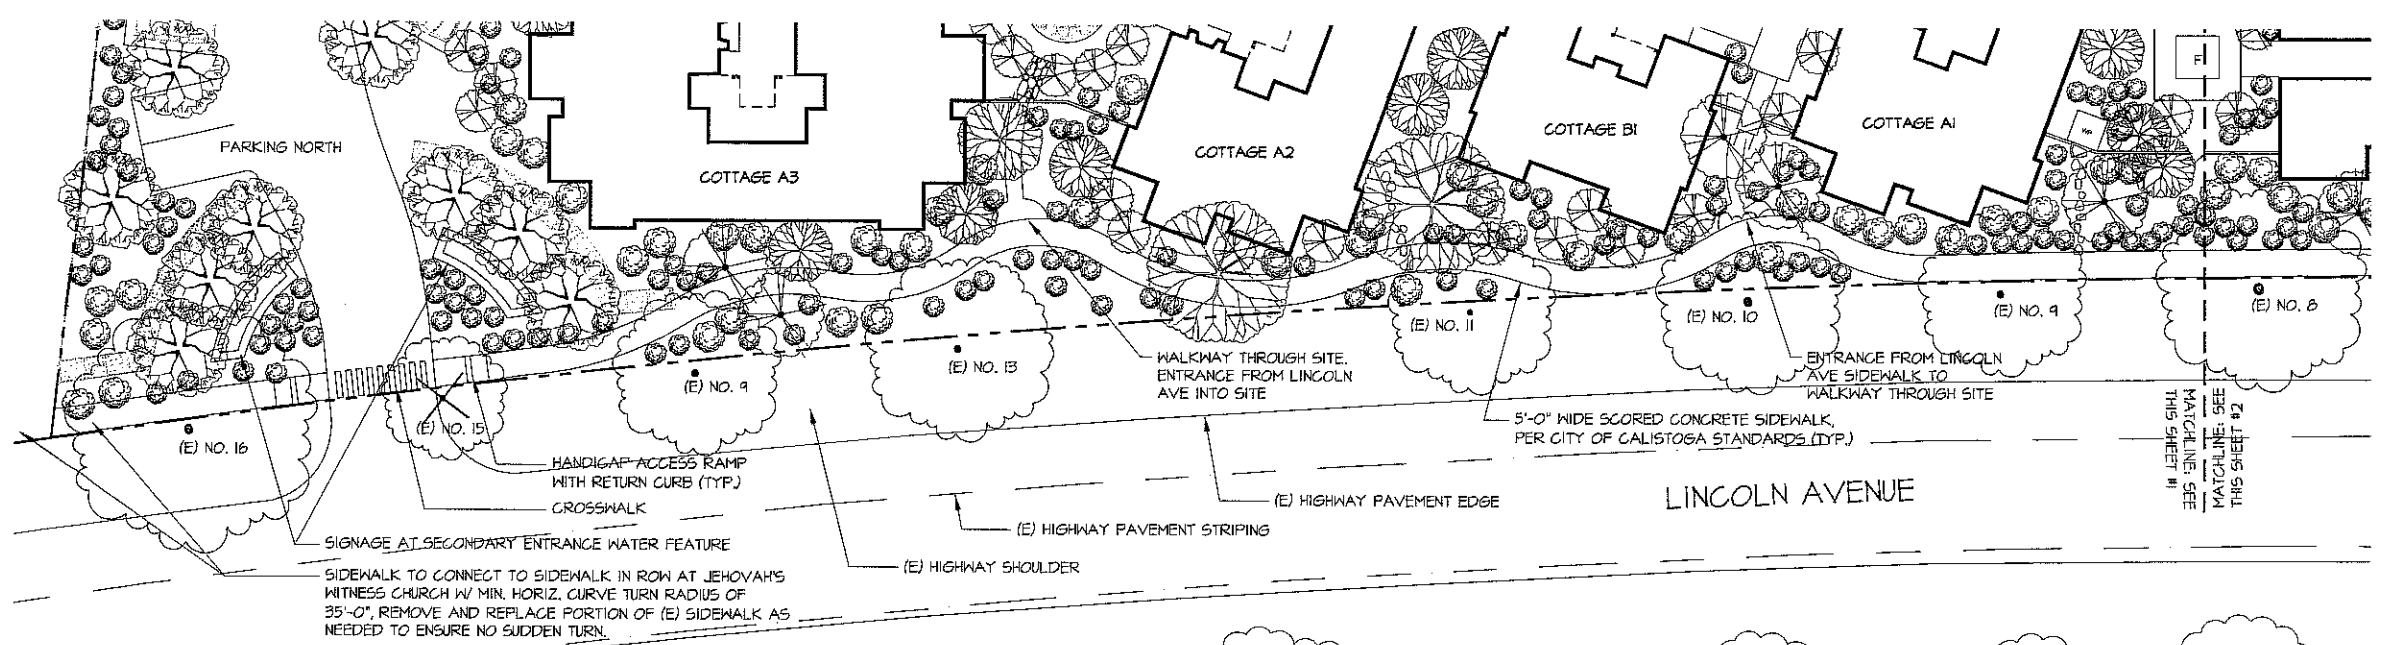 F
WP
PARKING NORTH
COTTAGE A3
COTTAGE A2
COTTAGE B1
COTTAGE A1
(E) NO. 16
(E) NO. 15
(E) NO. 9
(E) NO. 13
(E) NO. 11
(E) NO. 10
(E) NO. 9
(E) NO. 8
WALKWAY THROUGH SITE.
ENTRANCE FROM LINCOLN
AVE INTO SITE
ENTRANCE FROM LINCOLN
AVE SIDEWALK TO
WALKWAY THROUGH SITE
5'-0" WIDE SCORED CONCRETE SIDEWALK,
PER CITY OF CALISTOGA STANDARDS (TYP.)
MATCHLINE: SEE
THIS SHEET #1
MATCHLINE: SEE
THIS SHEET #2
HANDICAP ACCESS RAMP
WITH RETURN CURB (TYP.)
CROSSWALK
(E) HIGHWAY PAVEMENT EDGE
LINCOLN AVENUE
(E) HIGHWAY PAVEMENT STRIPING
SIGNAGE AT SECONDARY ENTRANCE WATER FEATURE
(E) HIGHWAY SHOULDER
SIDEWALK TO CONNECT TO SIDEWALK IN ROW AT JEHOVAH'S
WITNESS CHURCH W/ MIN. HORIZ. CURVE TURN RADIUS OF
35'-0", REMOVE AND REPLACE PORTION OF (E) SIDEWALK AS
NEEDED TO ENSURE NO SUDDEN TURN.